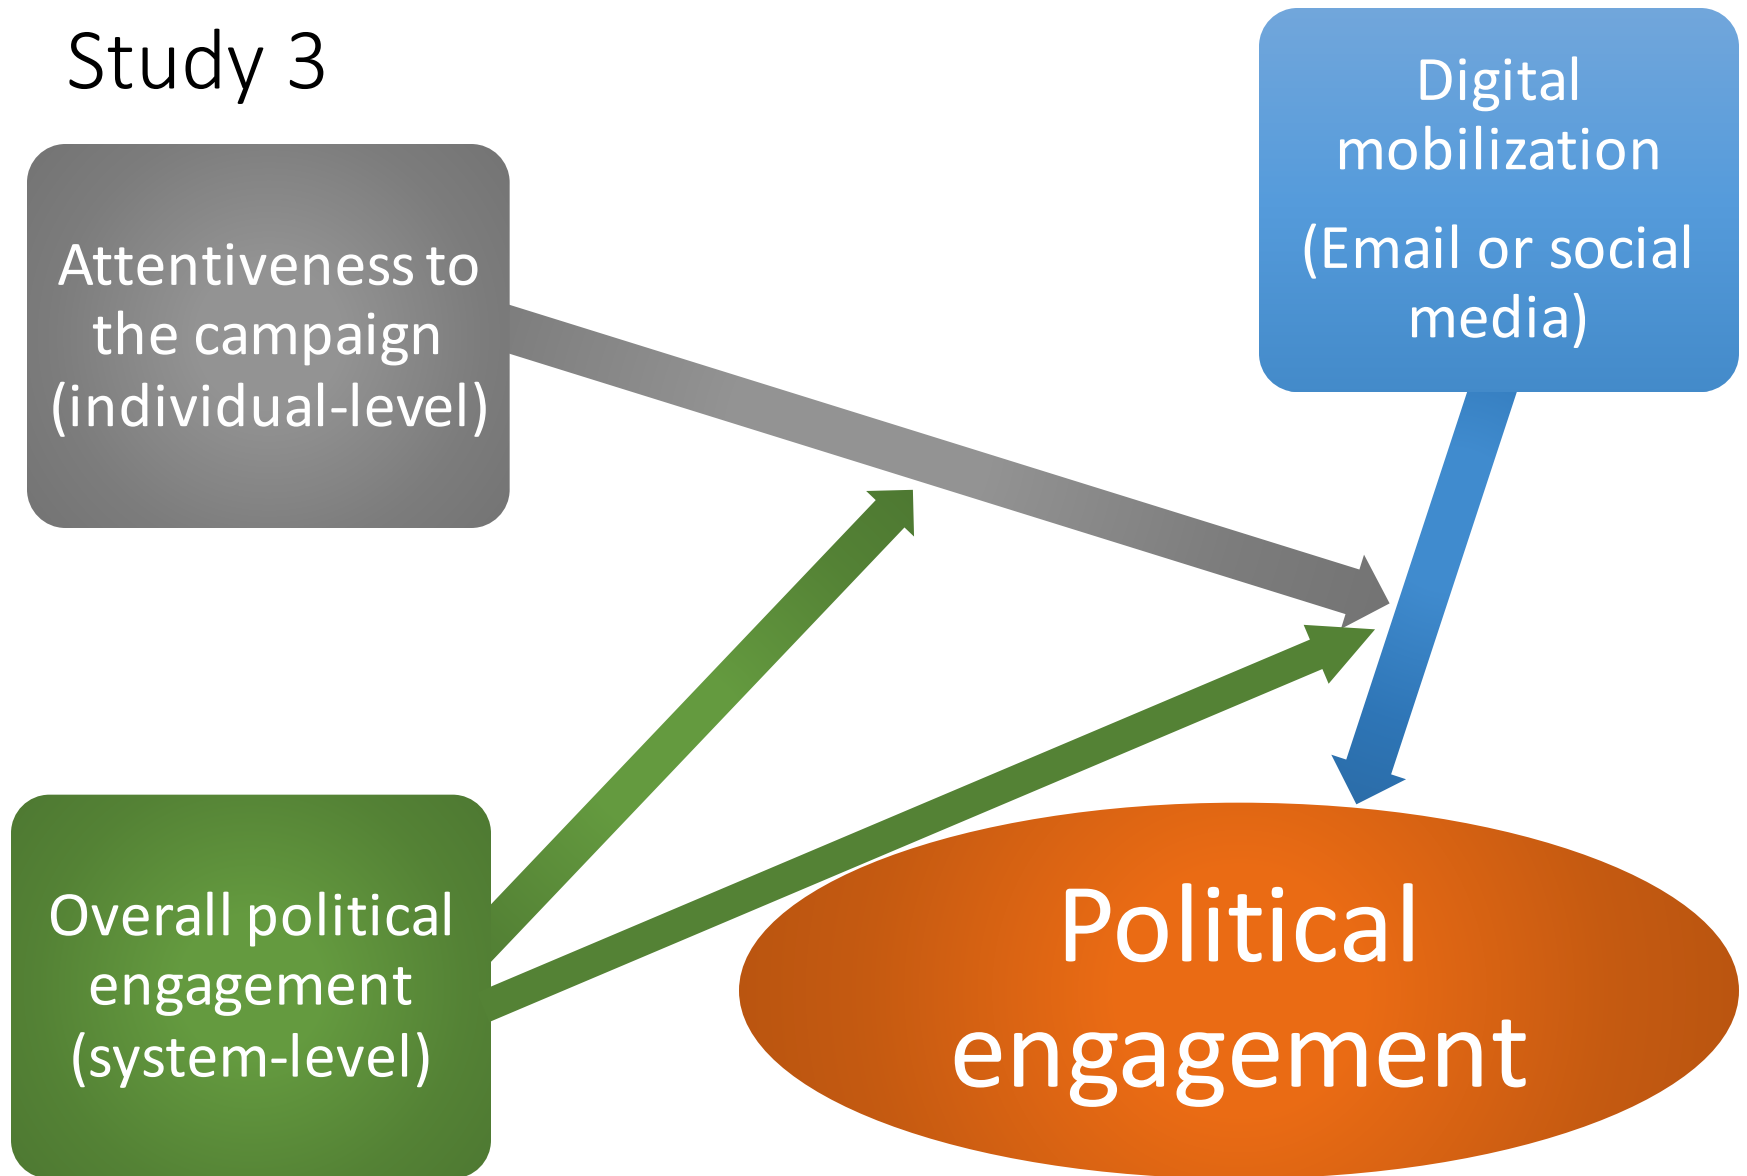 Study 3
Digital
mobilization
(Email or social
media)
Attentiveness to
the campaign
(individual-level)
Overall political
engagement
(system-level)
Political
engagement